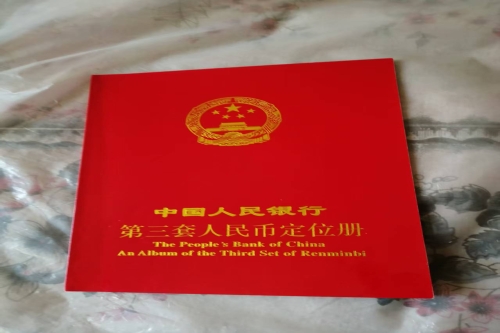 中国人民银行
第三套人民币定位册
The People's Bank of China
An Album of the Third Set of Renminbi